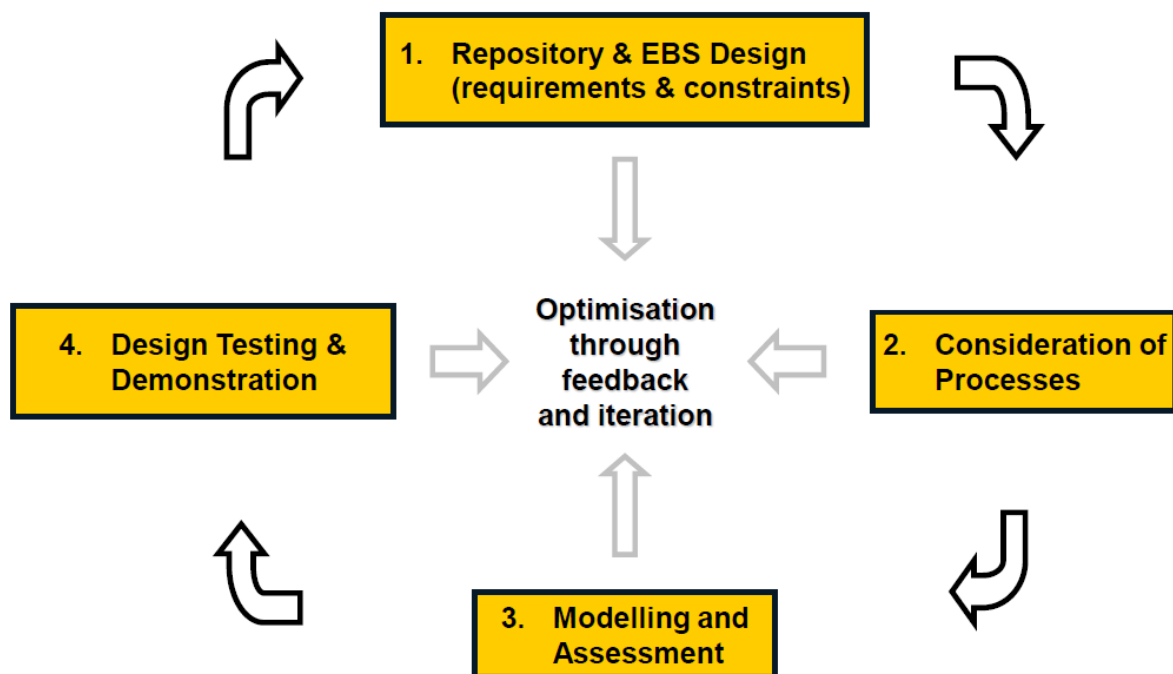 1. Repository & EBS Design
(requirements & constraints)
Optimisation
through
feedback
and iteration
4. Design Testing &
Demonstration
2. Consideration of
Processes
3. Modelling and
Assessment